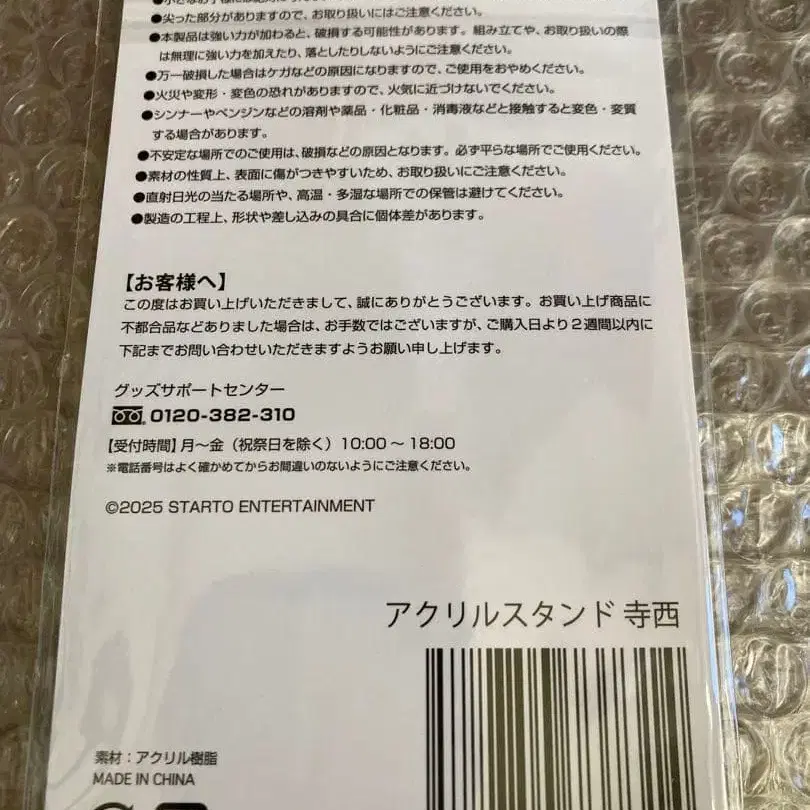 ●小さなお子様には絶対に
●尖った部分がありますので、お取り扱いにはご注意ください。
●本製品は強い力が加わると、破損する可能性があります。組み立てや、お取り扱いの際
は無理に強い力を加えたり、落としたりしないようにご注意ください。
●万一破損した場合はケガなどの原因になりますので、ご使用をおやめください。
●火災や変形・変色の恐れがありますので、火気に近づけないでください。
●シンナーやベンジンなどの溶剤や薬品・化粧品・消毒液などと接触すると変色・変質
する場合があります。
●不安定な場所でのご使用は、破損などの原因となります。必ず平らな場所でご使用ください。
●素材の性質上、表面に傷がつきやすいため、お取り扱いにご注意ください。
●直射日光の当たる場所や、高温・多湿な場所での保管は避けてください。
●製造の工程上、形状や差し込みの具合に個体差があります。
【お客様へ】
この度はお買い上げいただきまして、誠にありがとうございます。お買い上げ商品に
不都合品などありました場合は、お手数ではございますが、ご購入日より2週間以内に
下記までお問い合わせいただきますようお願い申し上げます。
グッズサポートセンター
0120-382-310
【受付時間】月～金（祝祭日を除く）10:00～18:00
※電話番号はよく確かめてからお間違いのないようにご注意ください。
©2025 STARTO ENTERTAINMENT
アクリルスタンド 寺西
素材：アクリル樹脂
MADE IN CHINA